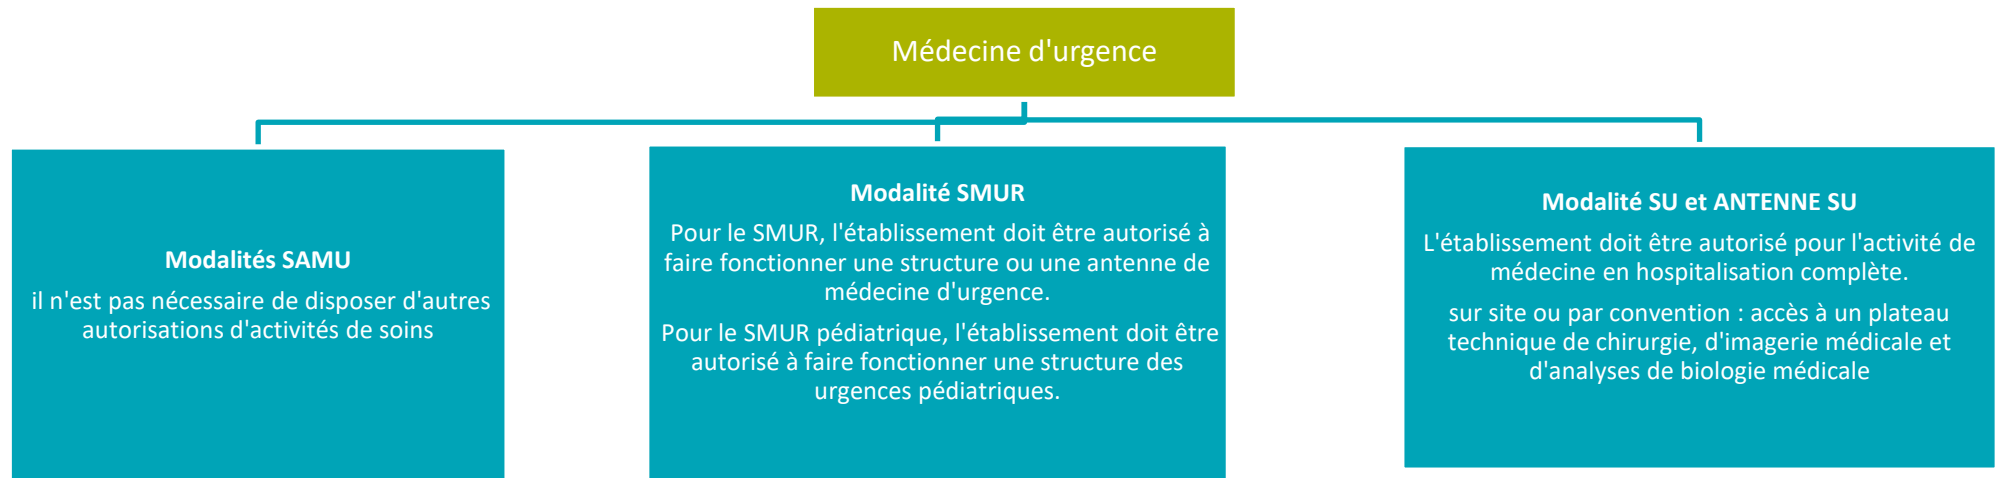 Médecine d'urgence
Modalités SAMU
il n'est pas nécessaire de disposer d'autres
autorisations d'activités de soins
Modalité SMUR
Pour le SMUR, l'établissement doit être autorisé à
faire fonctionner une structure ou une antenne de
médecine d'urgence.
Pour le SMUR pédiatrique, l'établissement doit être
autorisé à faire fonctionner une structure des
urgences pédiatriques.
Modalité SU et ANTENNE SU
L'établissement doit être autorisé pour l'activité de
médecine en hospitalisation complète.
sur site ou par convention : accès à un plateau
technique de chirurgie, d'imagerie médicale et
d'analyses de biologie médicale